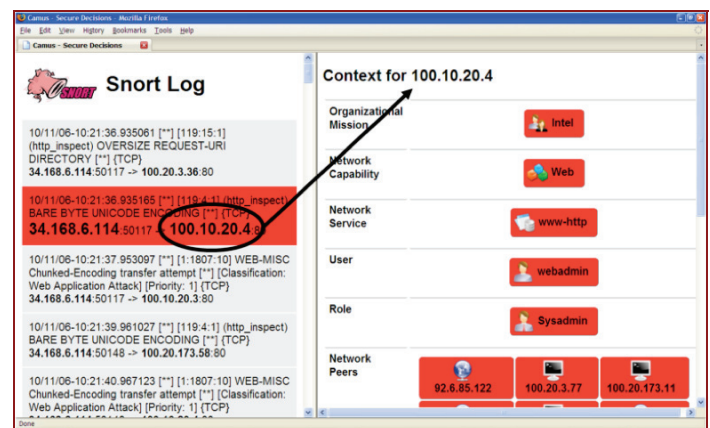 Camus - Secure Decisions - Mozilla Firefox
File Edit View History Bookmarks Tools Help
Camus - Secure Decisions
SNORT
Snort Log
10/11/06-10:21:36.935061 [**] [119:15:1]
(http_inspect) OVERSIZE REQUEST-URI
DIRECTORY [**] {TCP}
34.168.6.114:50117 -> 100.20.3.36:80
10/11/06-10:21:36.935165 [**] [119:4:1] (http_inspect)
BARE BYTE UNICODE ENCODING [**] {TCP}
34.168.6.114:50117 -> 100.10.20.4:80
10/11/06-10:21:37.953097 [**] [1:1807:10] WEB-MISC
Chunked-Encoding transfer attempt [**] [Classification:
Web Application Attack] [Priority: 1] {TCP}
34.168.6.114:50117 -> 100.10.20.3:80
10/11/06-10:21:39.961027 [**] [119:4:1] (http_inspect)
BARE BYTE UNICODE ENCODING [**] {TCP}
34.168.6.114:50148 -> 100.20.173.58:80
10/11/06-10:21:40.967123 [**] [1:1807:10] WEB-MISC
Chunked-Encoding transfer attempt [**] [Classification:
Web Application Attack] [Priority: 1] {TCP}
Context for 100.10.20.4
Organizational
Mission
Intel
Network
Capability
Web
Network
Service
www-http
User
webadmin
Role
Sysadmin
Network
Peers
92.6.85.122
100.20.3.77
100.20.173.11
Done